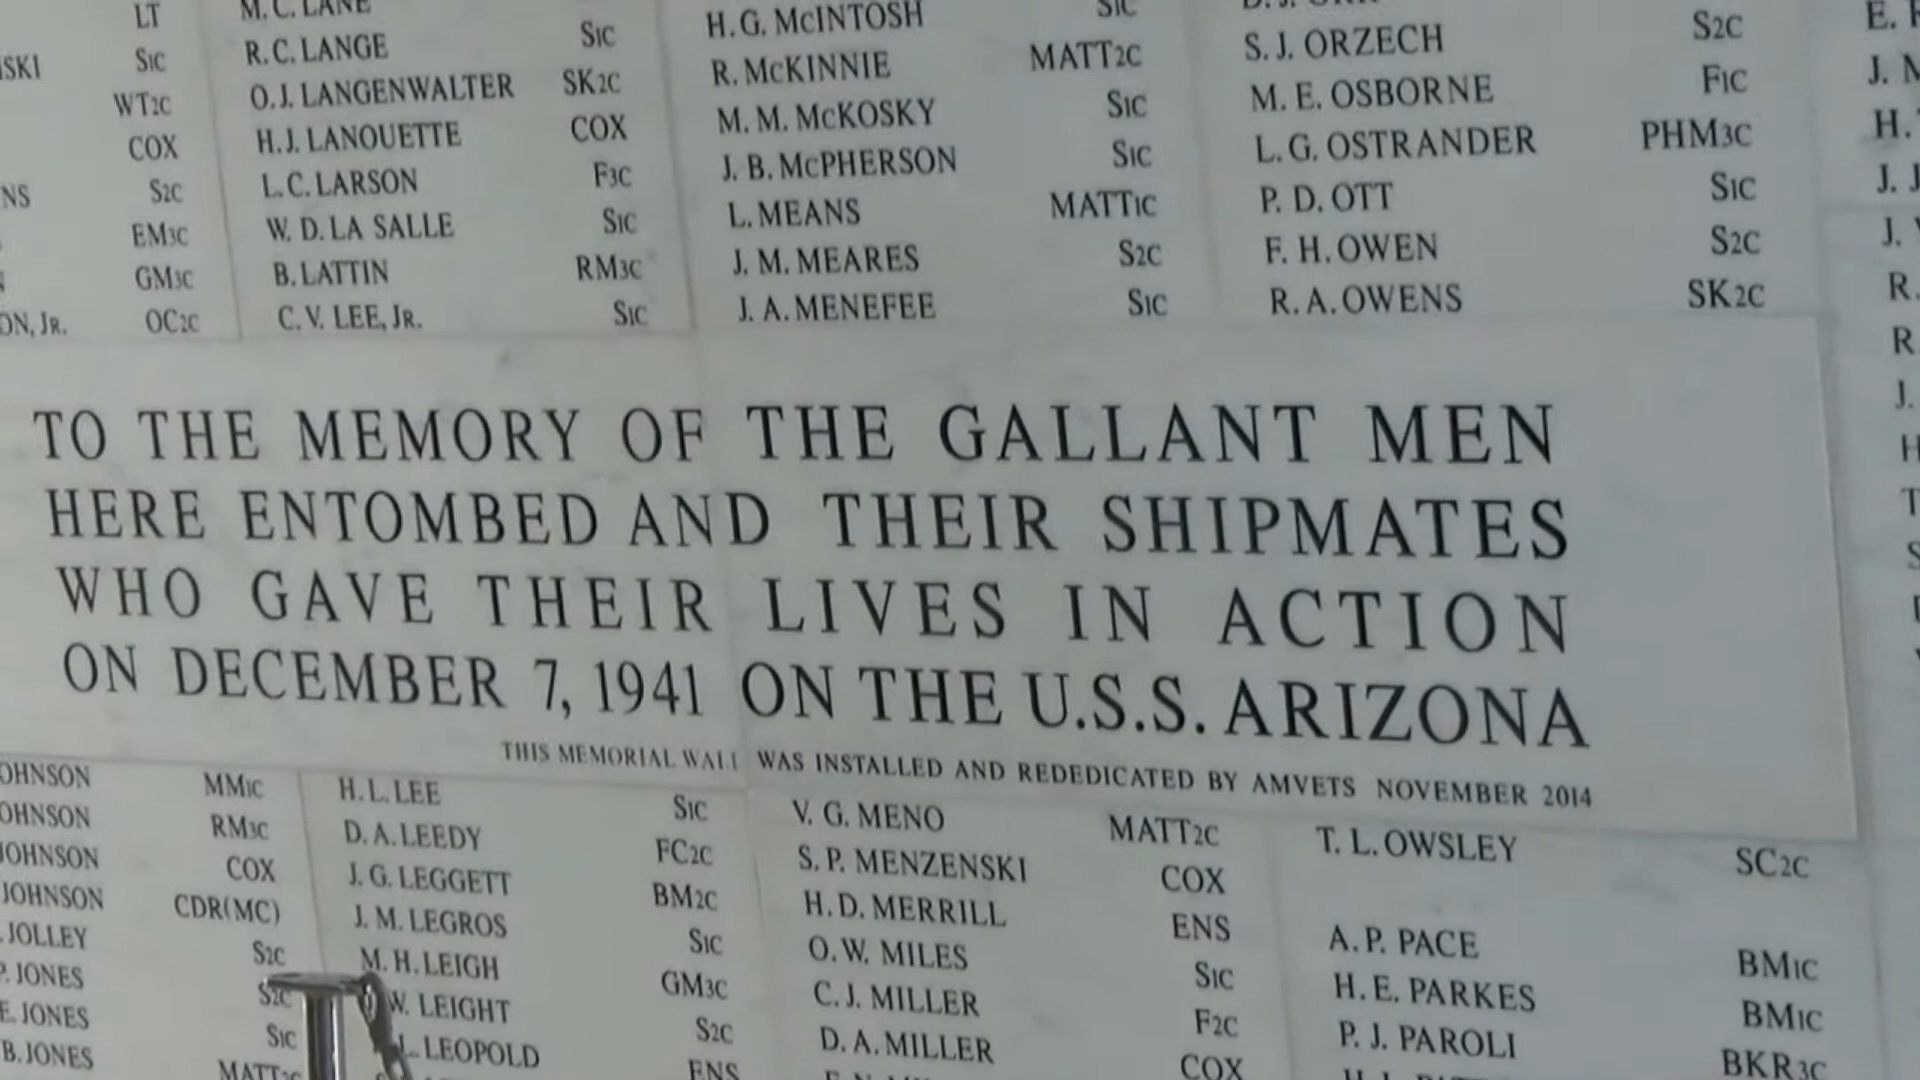 LT
SKI S1C
WT2C
COX
NS S2C
EM3C
GM3C
ON, JR. OC2C
M. C. LANE
R. C. LANGE S1C
O. J. LANGENWALTER SK2C
H. J. LANOUETTE COX
L. C. LARSON F3C
W. D. LA SALLE S1C
B. LATTIN RM3C
C. V. LEE, JR. S1C
H. G. McINTOSH S1C
R. McKINNIE MATT2C
M. M. McKOSKY S1C
J. B. McPHERSON S1C
L. MEANS MATT1C
J. M. MEARES S2C
J. A. MENEFEE S1C
S. J. ORZECH S2C
M. E. OSBORNE F1C
L. G. OSTRANDER PHM3C
P. D. OTT S1C
F. H. OWEN S2C
R. A. OWENS SK2C
E.
J.
H.
J. J
J.
R.
R
J.
H
T
TO THE MEMORY OF THE GALLANT MEN
HERE ENTOMBED AND THEIR SHIPMATES
WHO GAVE THEIR LIVES IN ACTION
ON DECEMBER 7, 1941 ON THE U.S.S. ARIZONA
THIS MEMORIAL WALL WAS INSTALLED AND REDEDICATED BY AMVETS NOVEMBER 2014
OHNSON MM1C
OHNSON RM3C
JOHNSON COX
JOHNSON CDR(MC)
JOLLEY S2C
P. JONES S2C
E. JONES S1C
B. JONES MATT2C
H. L. LEE S1C
D. A. LEEDY FC2C
J. G. LEGGETT BM2C
J. M. LEGROS S1C
M. H. LEIGH GM3C
W. LEIGHT S2C
L. LEOPOLD ENS
V. G. MENO MATT2C
S. P. MENZENSKI COX
H. D. MERRILL ENS
O. W. MILES S1C
C. J. MILLER F2C
D. A. MILLER COX
T. L. OWSLEY SC2C
A. P. PACE BM1C
H. E. PARKES BM1C
P. J. PAROLI BKR3C